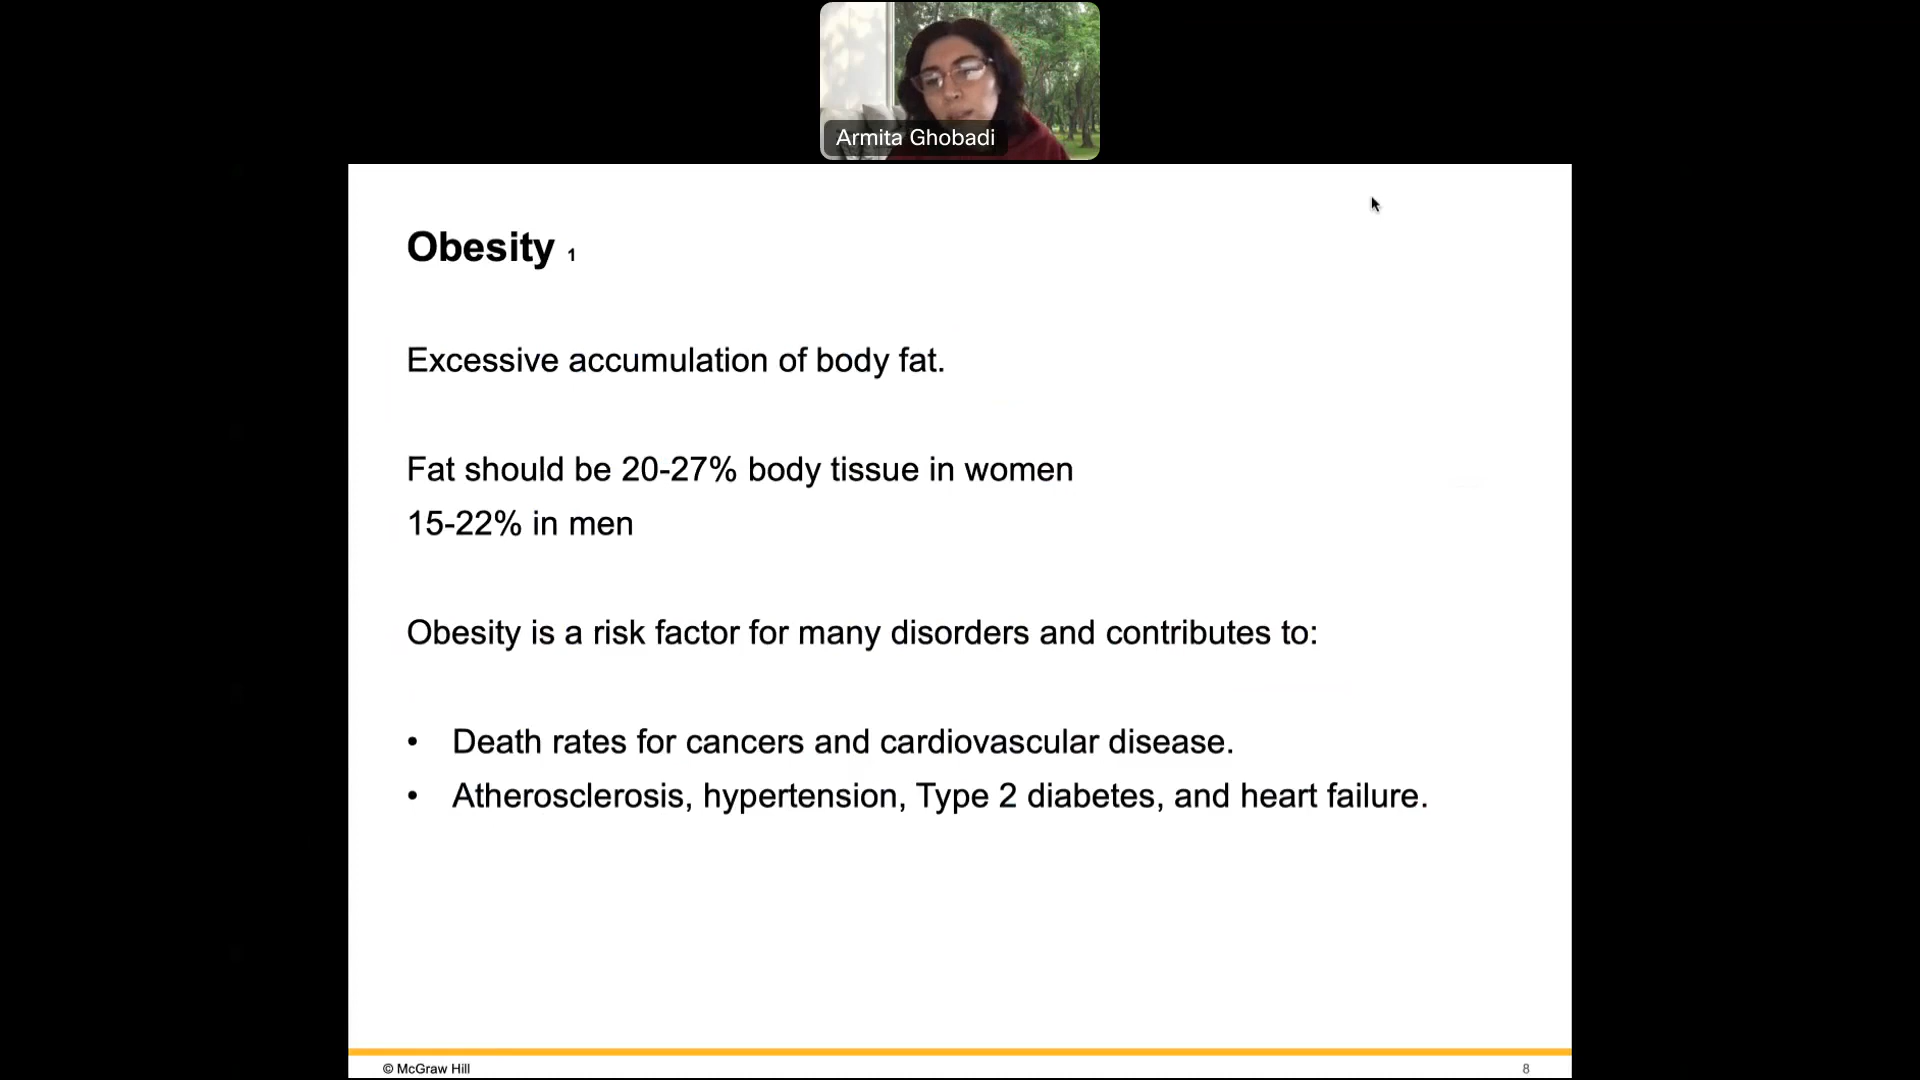 Armita Ghobadi
Obesity 1
Excessive accumulation of body fat.
Fat should be 20-27% body tissue in women
15-22% in men
Obesity is a risk factor for many disorders and contributes to:
• Death rates for cancers and cardiovascular disease.
• Atherosclerosis, hypertension, Type 2 diabetes, and heart failure.
© McGraw Hill
8